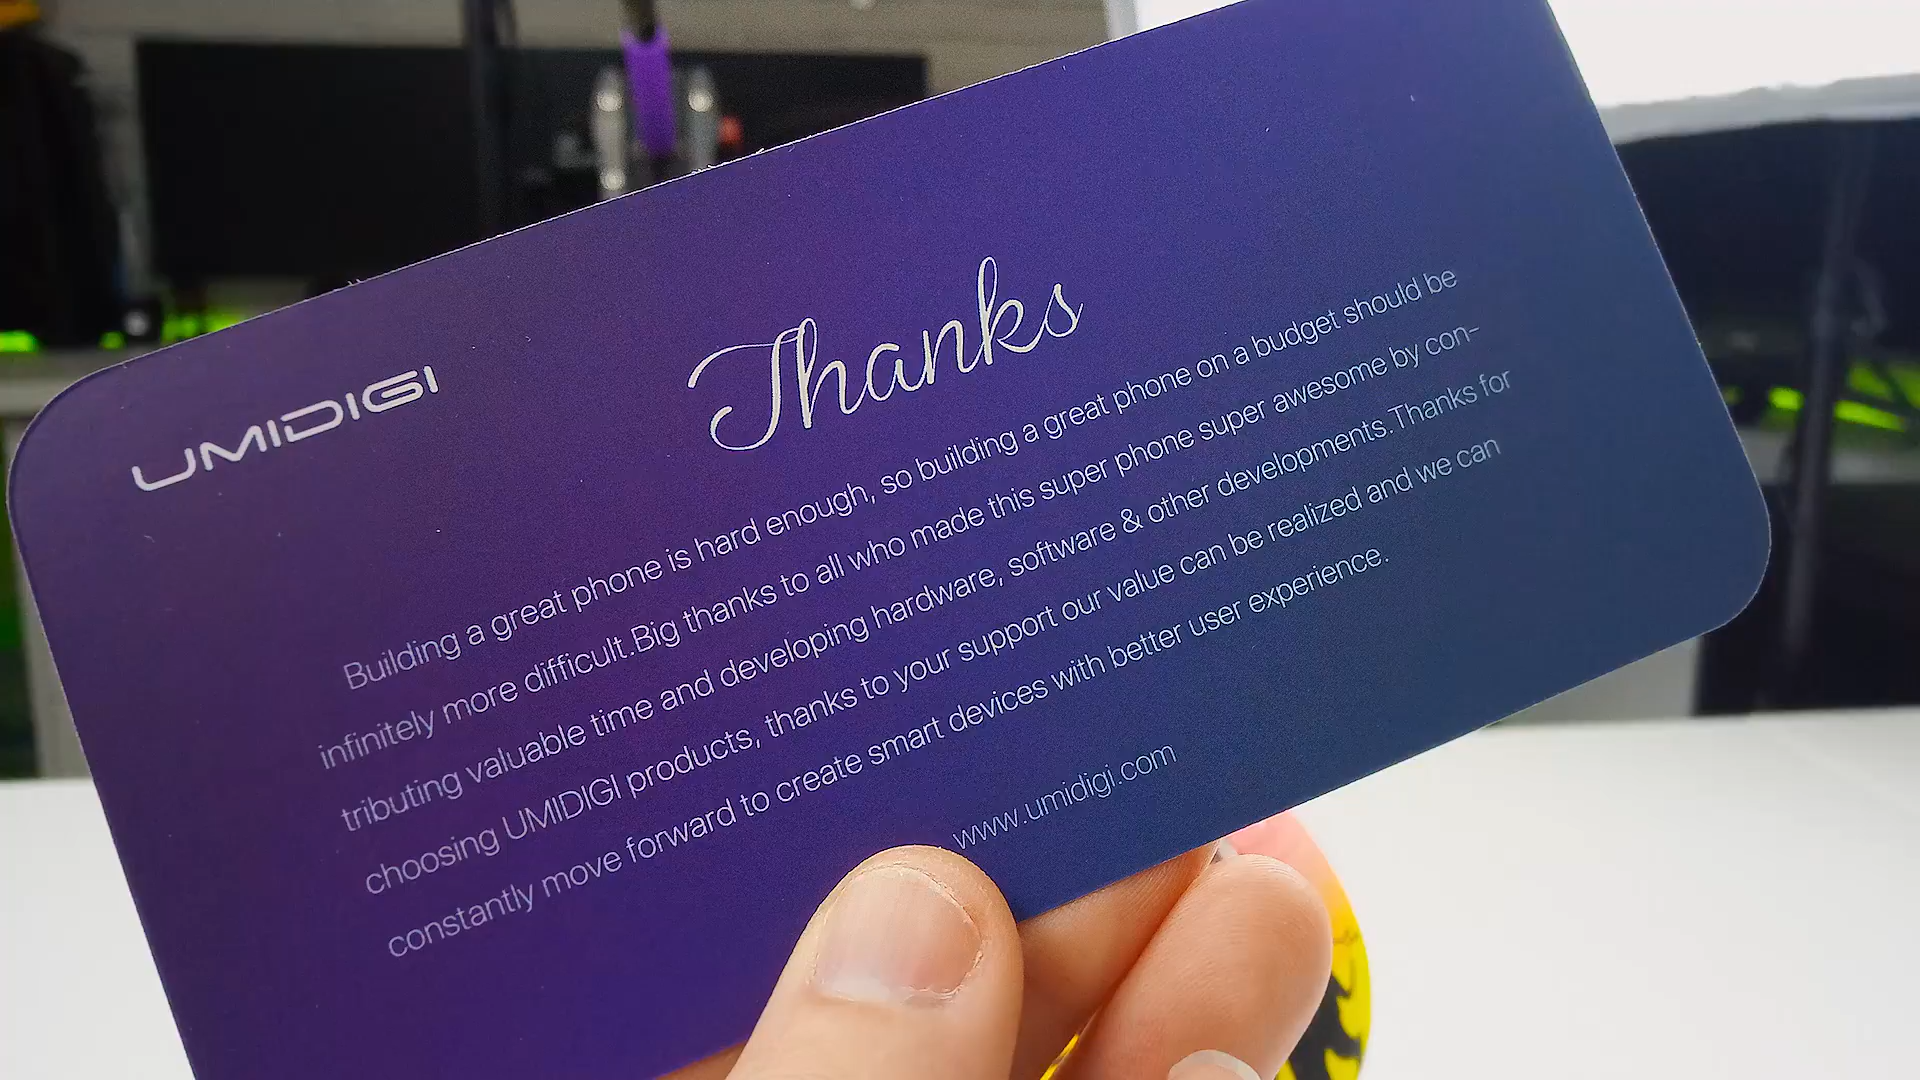 UMIDIGI
Thanks
Building a great phone is hard enough, so building a great phone on a budget should be
infinitely more difficult.Big thanks to all who made this super phone super awesome by con-
tributing valuable time and developing hardware, software & other developments.Thanks for
choosing UMIDIGI products, thanks to your support our value can be realized and we can
constantly move forward to create smart devices with better user experience.
www.umidigi.com